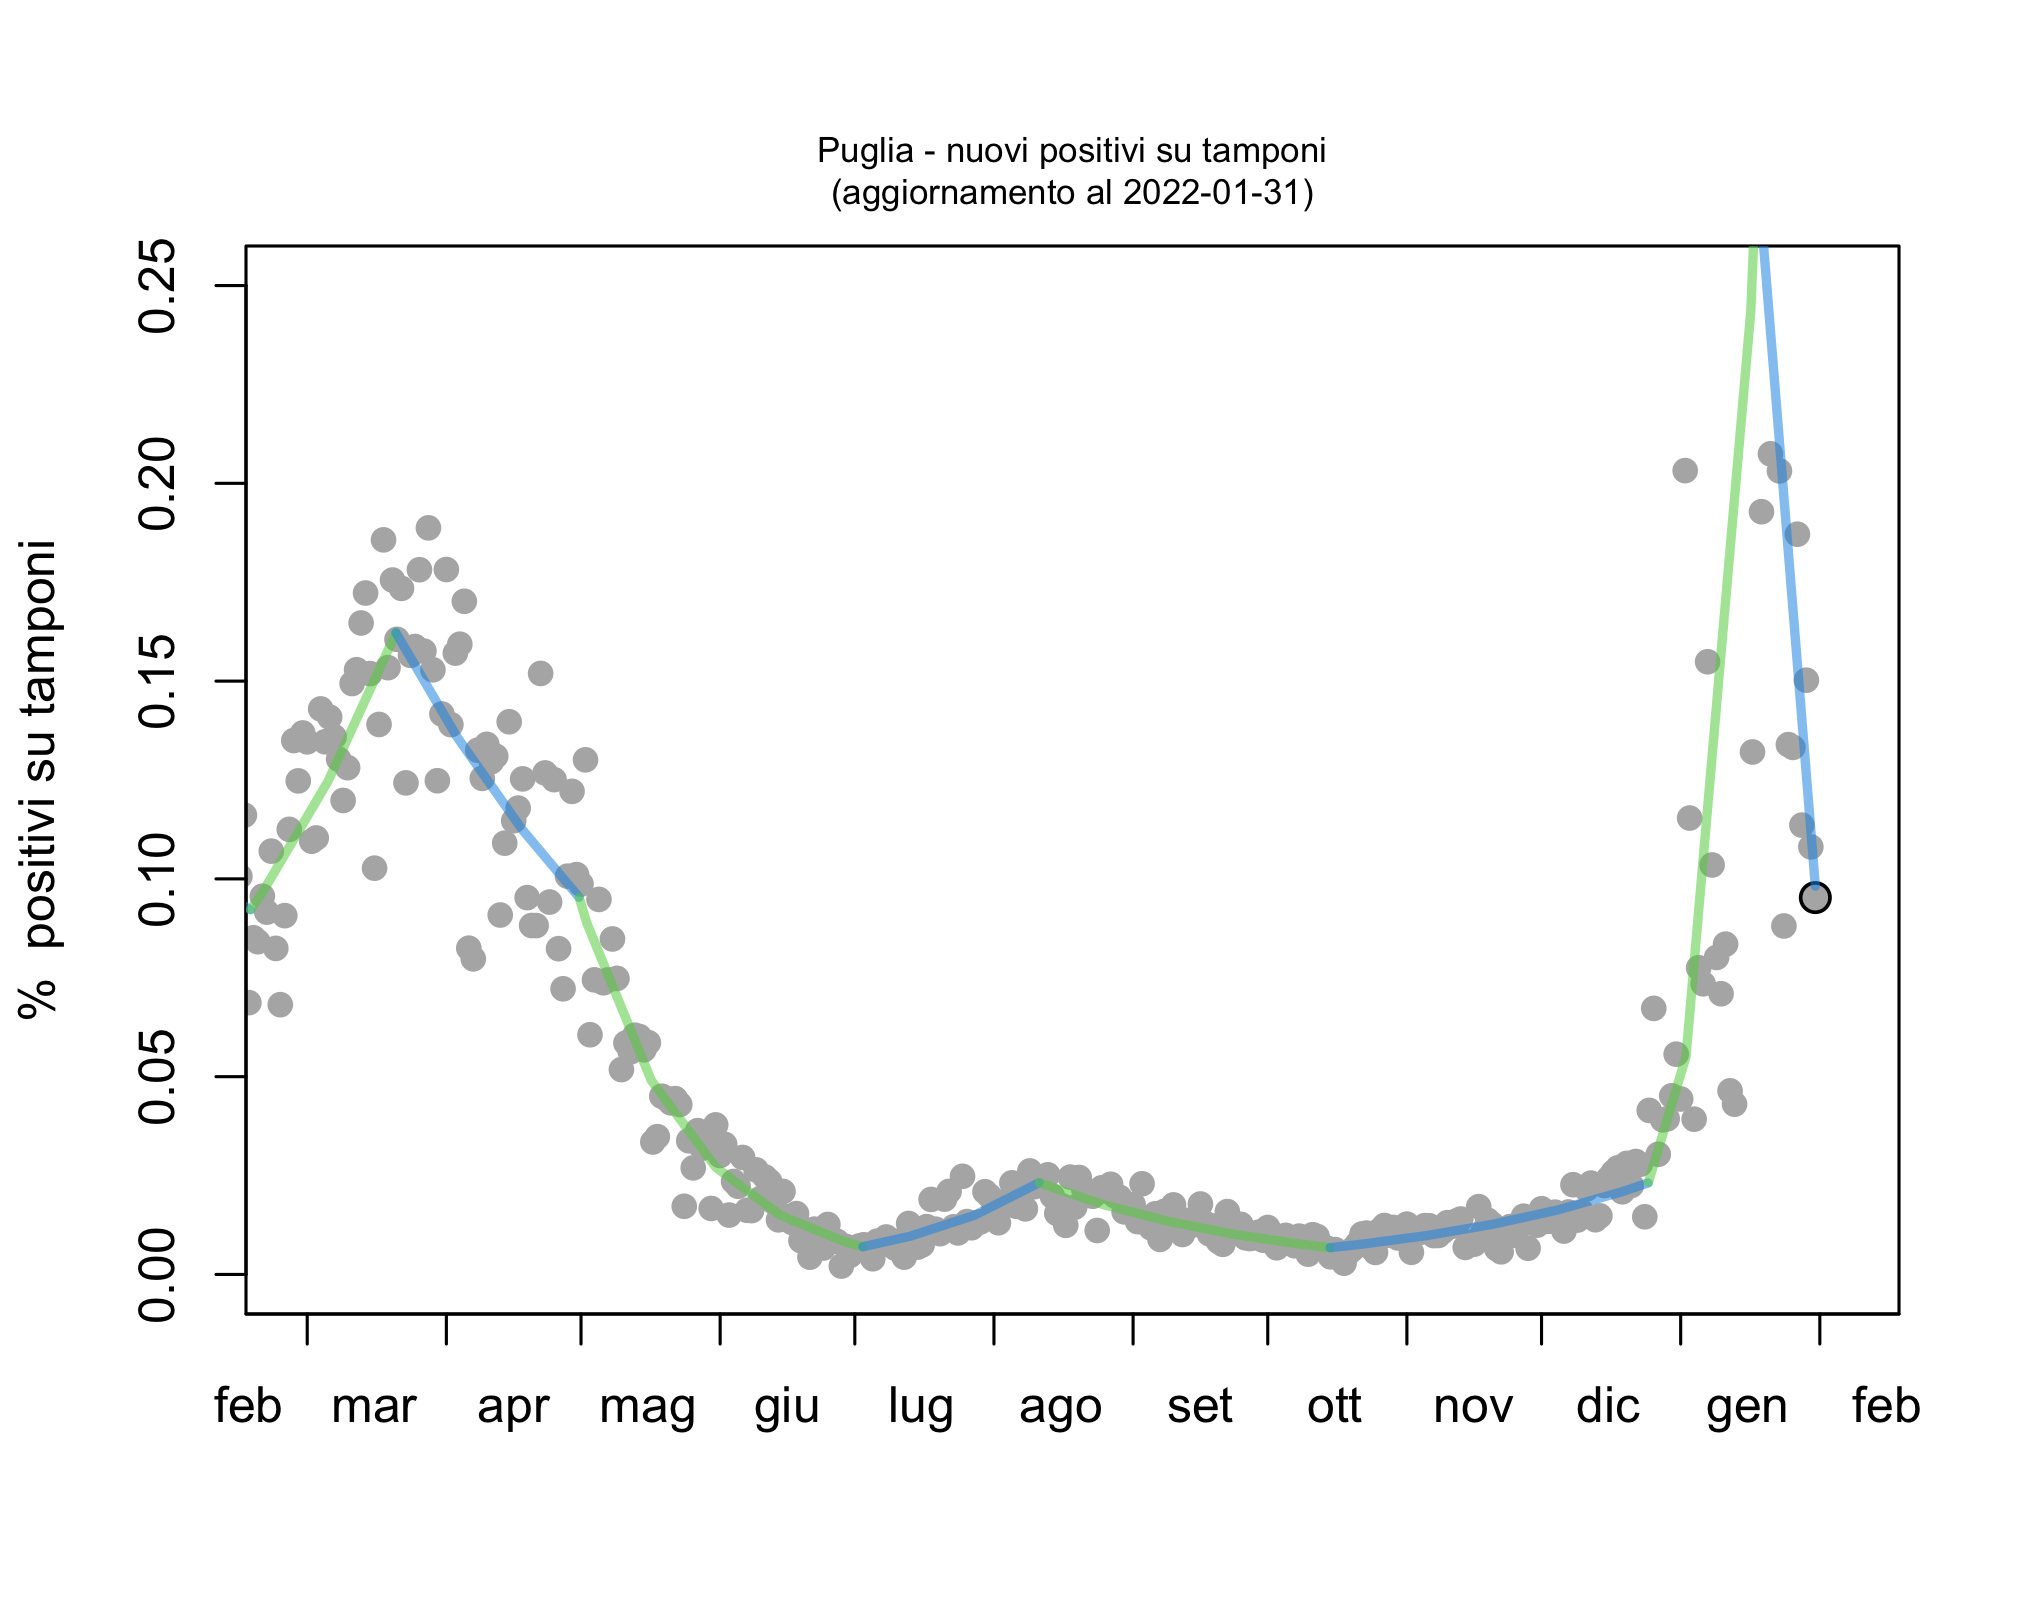 Puglia - nuovi positivi su tamponi
(aggiornamento al 2022-01-31)
% positivi su tamponi
0.25
0.20
0.15
0.10
0.05
0.00
feb mar apr mag giu lug ago set ott nov dic gen feb